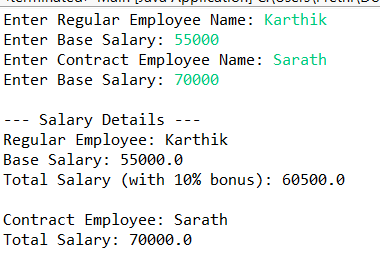 Enter Regular Employee Name: Karthik
Enter Base Salary: 55000
Enter Contract Employee Name: Sarath
Enter Base Salary: 70000
--- Salary Details ---
Regular Employee: Karthik
Base Salary: 55000.0
Total Salary (with 10% bonus): 60500.0
Contract Employee: Sarath
Total Salary: 70000.0